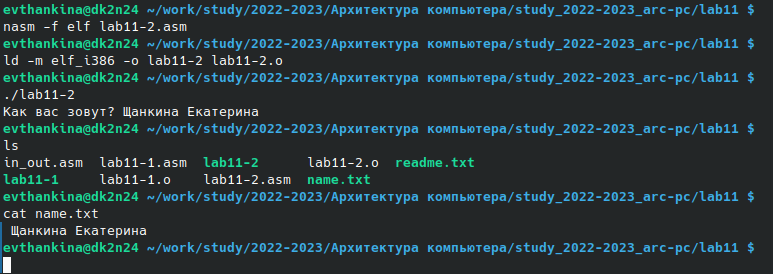 evthankina@dk2n24 ~/work/study/2022-2023/Архитектура компьютера/study_2022-2023_arc-pc/lab11 $
nasm -f elf lab11-2.asm
evthankina@dk2n24 ~/work/study/2022-2023/Архитектура компьютера/study_2022-2023_arc-pc/lab11 $
ld -m elf_i386 -o lab11-2 lab11-2.o
evthankina@dk2n24 ~/work/study/2022-2023/Архитектура компьютера/study_2022-2023_arc-pc/lab11 $
./lab11-2
Как вас зовут? Щанкина Екатерина
evthankina@dk2n24 ~/work/study/2022-2023/Архитектура компьютера/study_2022-2023_arc-pc/lab11 $
ls
in_out.asm  lab11-1.asm  lab11-2      lab11-2.o  readme.txt
lab11-1     lab11-1.o    lab11-2.asm  name.txt
evthankina@dk2n24 ~/work/study/2022-2023/Архитектура компьютера/study_2022-2023_arc-pc/lab11 $
cat name.txt
 Щанкина Екатерина
evthankina@dk2n24 ~/work/study/2022-2023/Архитектура компьютера/study_2022-2023_arc-pc/lab11 $